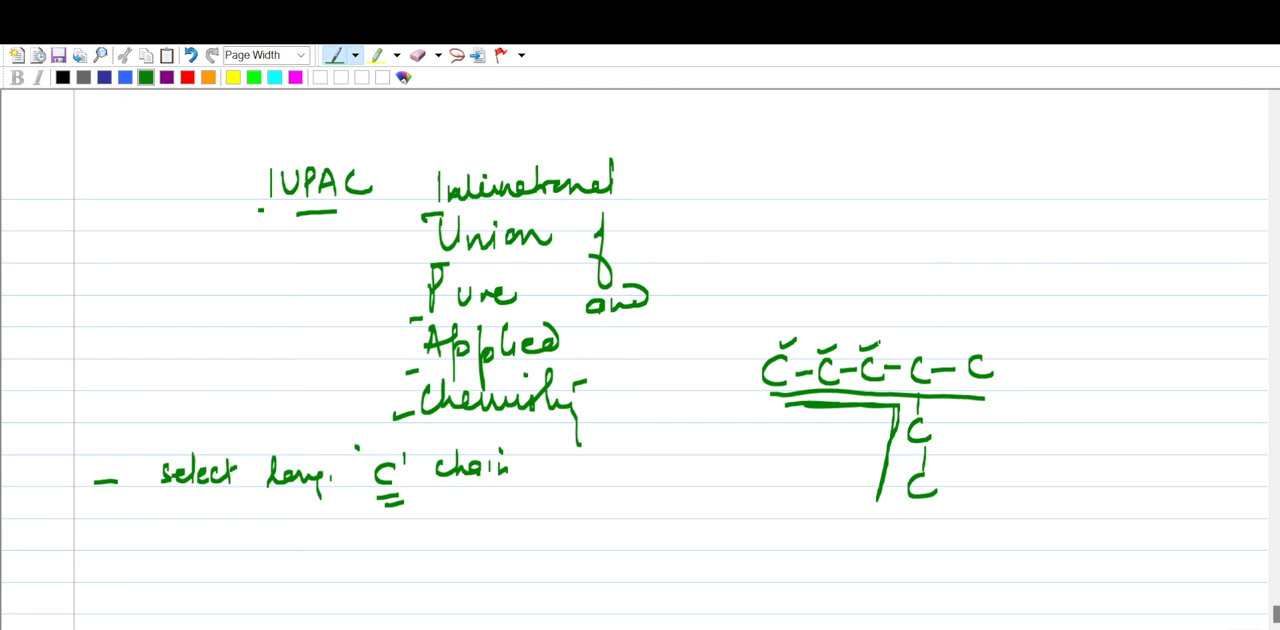 Page Width
B I
IUPAC International
Union of
Pure and
Applied
Chemistry
C-C-C-C-C
C
C
- select long. 'C' chain